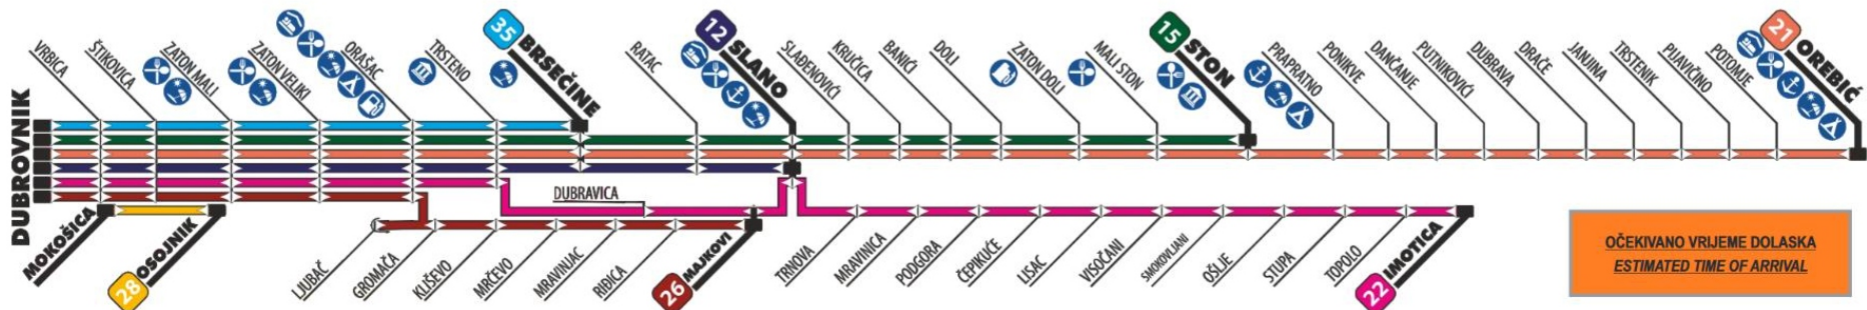 DUBROVNIK
VRBICA
ŠTIKOVICA
ZATON MALI
ZATON VELIKI
ORAŠAC
TRSTENO
35 BRSEČINE
RATAC
12 SLANO
SLAĐENOVIĆI
KRUČICA
BANIĆI
DOLI
ZATON DOLI
MALI STON
15 STON
PRAPRATNO
PONIKVE
DANČANJE
PUTNIKOVIĆI
DUBRAVA
DRAČE
JANJINA
TRSTENIK
PIJAVIČINO
POTOMJE
21 OREBIĆ
MOKOŠICA
28 OSOJNIK
DUBRAVICA
LJUBAČ
GROMAČA
KLIŠEVO
MRČEVO
MRAVINJAC
RIĐICA
26 MAJKOVI
TRNOVA
MRAVNICA
PODGORA
ČEPIKUĆE
LISAC
VISOČANI
SMOKOVLJANI
OŠLJE
STUPA
TOPOLO
22 IMOTICA
OČEKIVANO VRIJEME DOLASKA
ESTIMATED TIME OF ARRIVAL